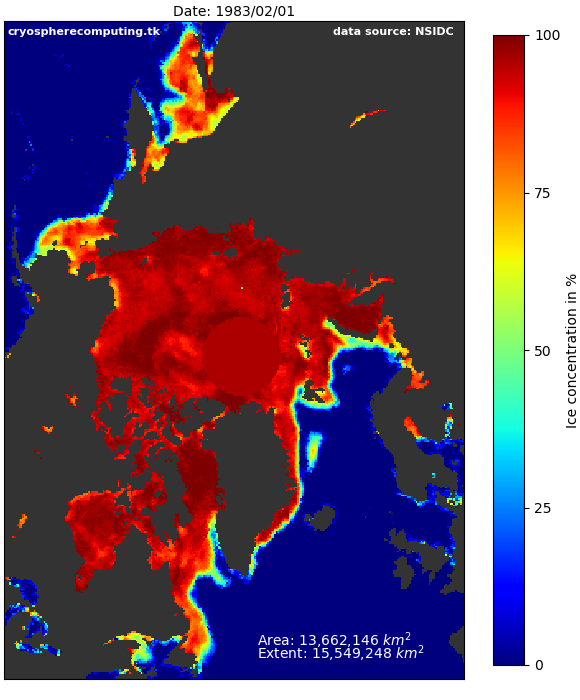 Date: 1983/02/01
cryospherecomputing.tk
data source: NSIDC
100
75
50
25
0
Ice concentration in %
Area: 13,662,146 km²
Extent: 15,549,248 km²